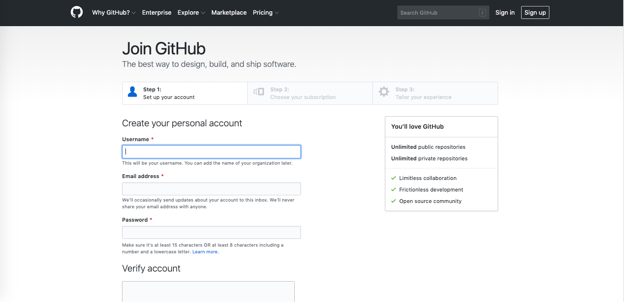 Why GitHub? Enterprise Explore Marketplace Pricing Search GitHub / Sign in Sign up
Join GitHub
The best way to design, build, and ship software.
Step 1:
Set up your account
Step 2:
Choose your subscription
Step 3:
Tailor your experience
Create your personal account
Username *
This will be your username. You can add the name of your organization later.
Email address *
We'll occasionally send updates about your account to this inbox. We'll never
share your email address with anyone.
Password *
Make sure it's at least 15 characters OR at least 8 characters including a
number and a lowercase letter. Learn more.
Verify account
You'll love GitHub
Unlimited public repositories
Unlimited private repositories
✓ Limitless collaboration
✓ Frictionless development
✓ Open source community